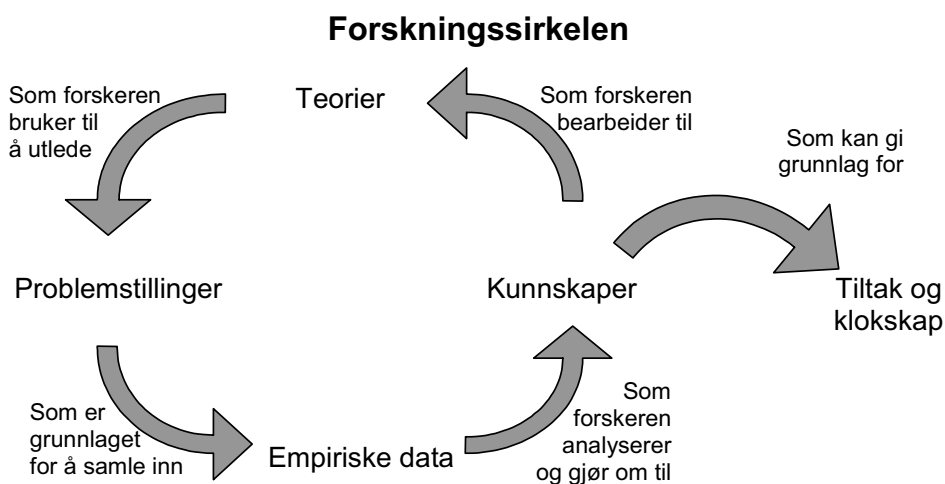 Forskningssirkelen
Som forskeren
bruker til
å utlede
Teorier
Som forskeren
bearbeider til
Som kan gi
grunnlag for
Problemstillinger
Kunnskaper
Tiltak og
klokskap
Som er
grunnlaget
for å samle inn
Empiriske data
Som
forskeren
analyserer
og gjør om til